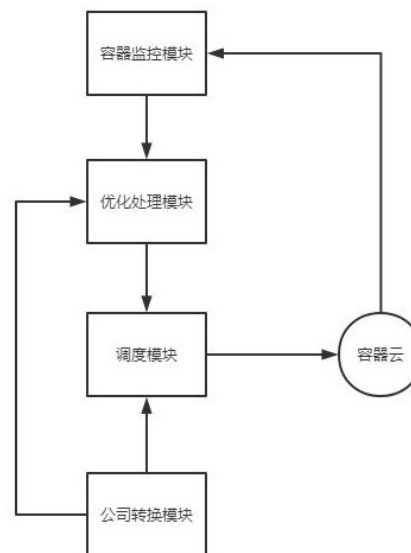 容器监控模块
优化处理模块
调度模块
容器云
公司转换模块